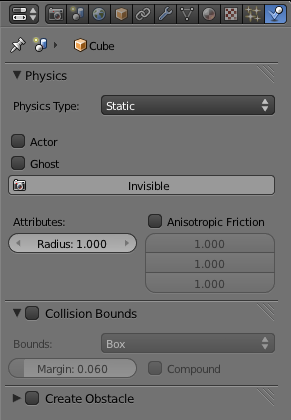 Cube
Physics
Physics Type: Static
Actor
Ghost
Invisible
Attributes: Anisotropic Friction
Radius: 1.000 1.000
1.000
1.000
Collision Bounds
Bounds: Box
Margin: 0.060 Compound
Create Obstacle